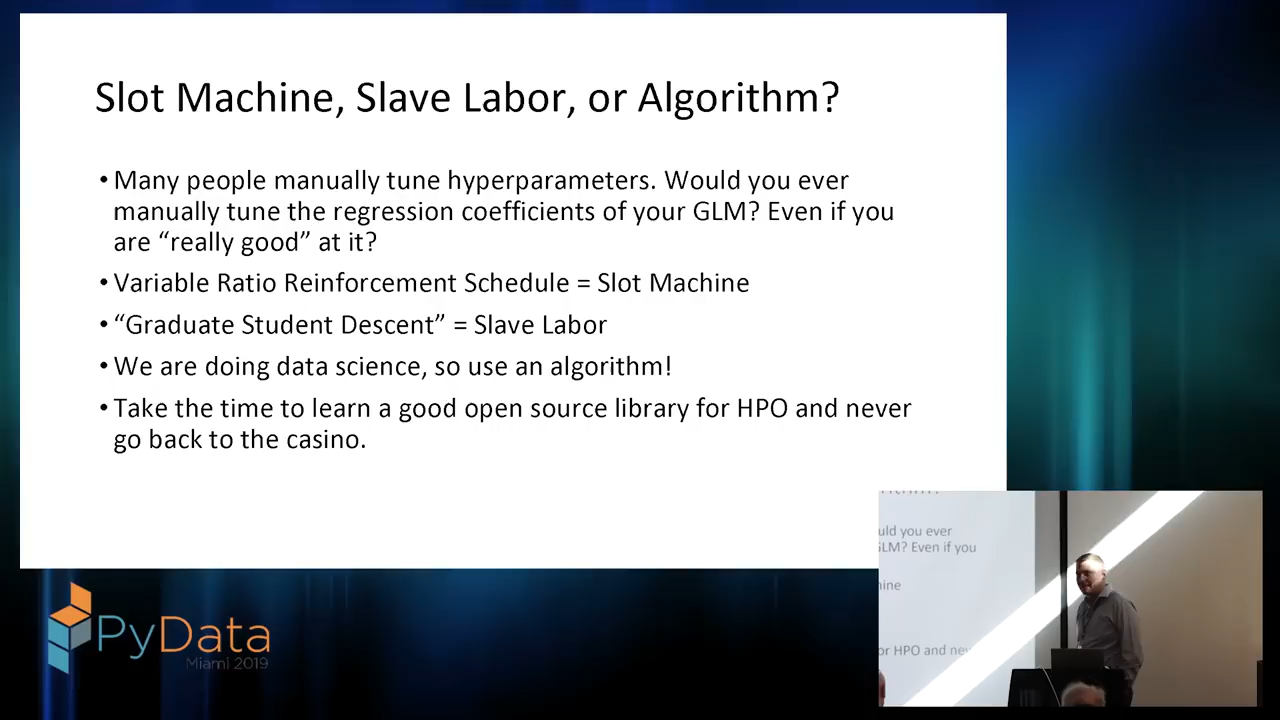 Slot Machine, Slave Labor, or Algorithm?
• Many people manually tune hyperparameters. Would you ever
manually tune the regression coefficients of your GLM? Even if you
are “really good” at it?
• Variable Ratio Reinforcement Schedule = Slot Machine
• “Graduate Student Descent” = Slave Labor
• We are doing data science, so use an algorithm!
• Take the time to learn a good open source library for HPO and never
go back to the casino.
uld you ever
GLM? Even if you
ine
or HPO and nev
PyData
Miami 2019